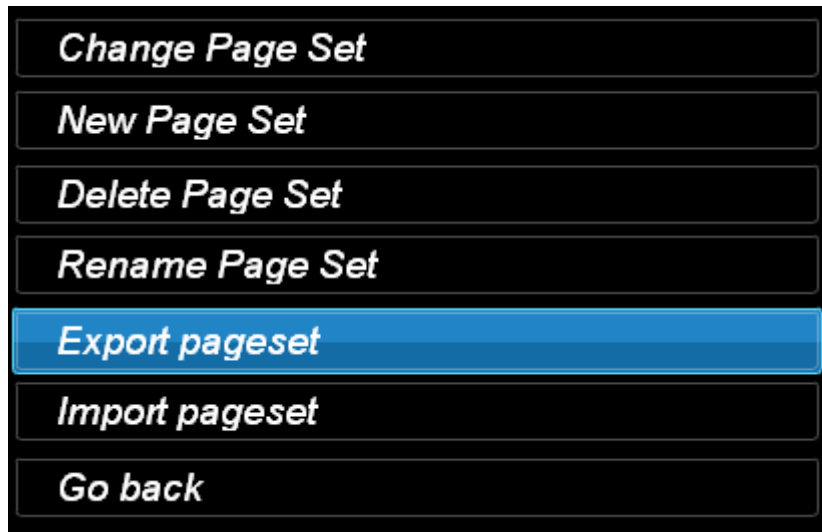 Change Page Set
New Page Set
Delete Page Set
Rename Page Set
Export pageset
Import pageset
Go back